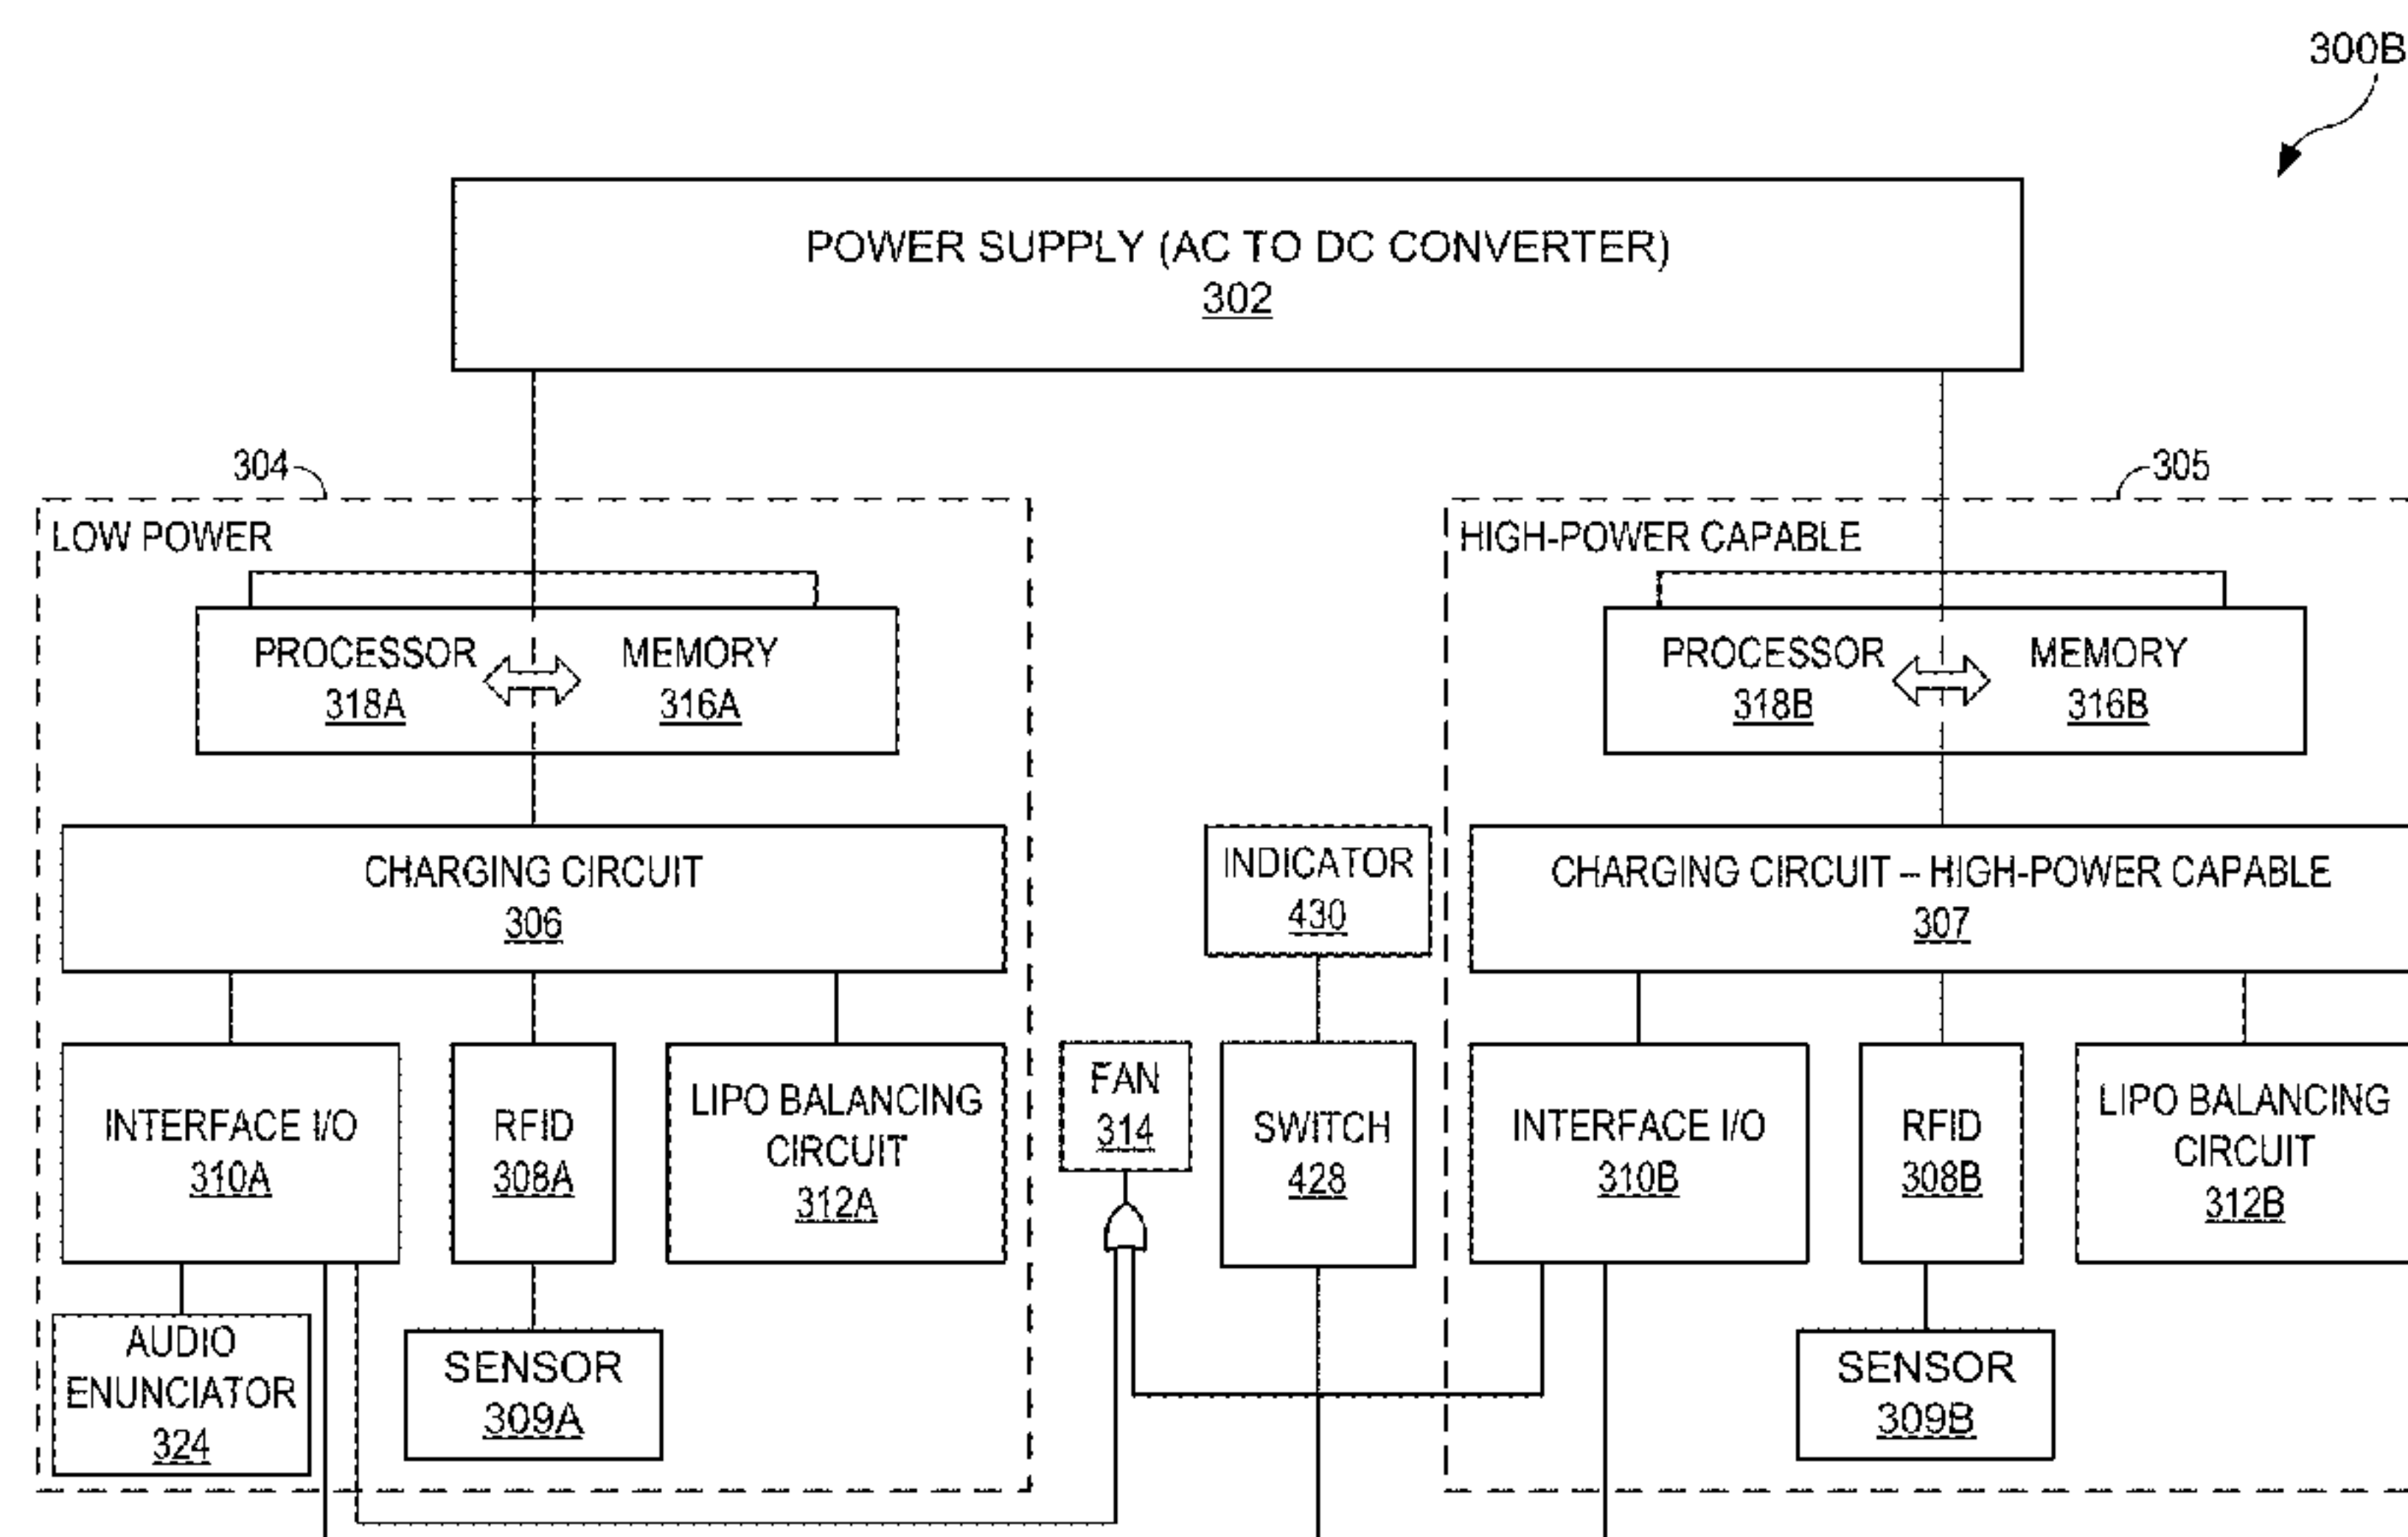 300B
POWER SUPPLY (AC TO DC CONVERTER)
302
304
305
LOW POWER
HIGH-POWER CAPABLE
PROCESSOR
318A
MEMORY
316A
PROCESSOR
318B
MEMORY
316B
CHARGING CIRCUIT
306
INDICATOR
430
CHARGING CIRCUIT – HIGH-POWER CAPABLE
307
INTERFACE I/O
310A
RFID
308A
LIPO BALANCING
CIRCUIT
312A
FAN
314
SWITCH
428
INTERFACE I/O
310B
RFID
308B
LIPO BALANCING
CIRCUIT
312B
AUDIO
ENUNCIATOR
324
SENSOR
309A
SENSOR
309B